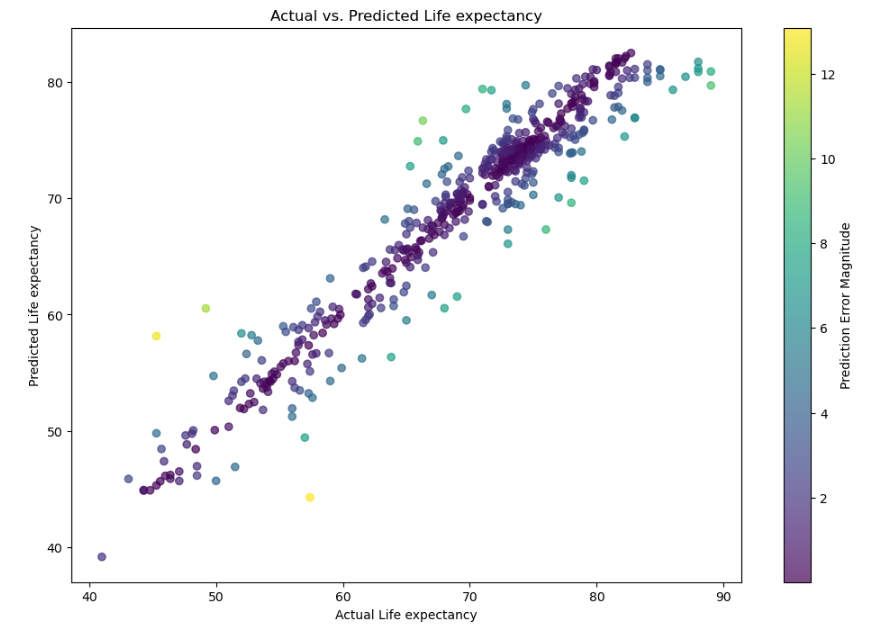 Actual vs. Predicted Life expectancy
80
70
60
50
40
Predicted Life expectancy
40 50 60 70 80 90
Actual Life expectancy
12
10
8
6
4
2
Prediction Error Magnitude